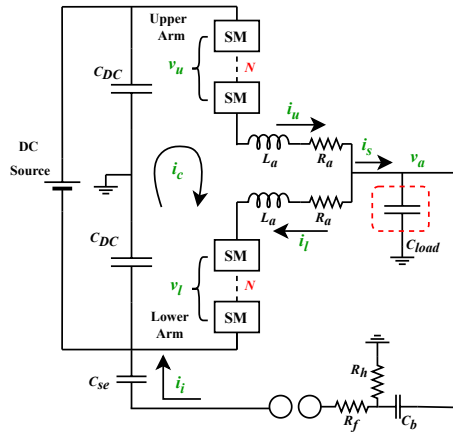 Upper
Arm
SM
C_DC
v_u
N
SM
i_u
L_a
R_a
DC
Source
i_s
v_a
i_c
L_a
R_a
C_load
i_l
C_DC
SM
v_l
N
Lower
Arm
SM
C_se
i_i
R_h
R_f
C_b